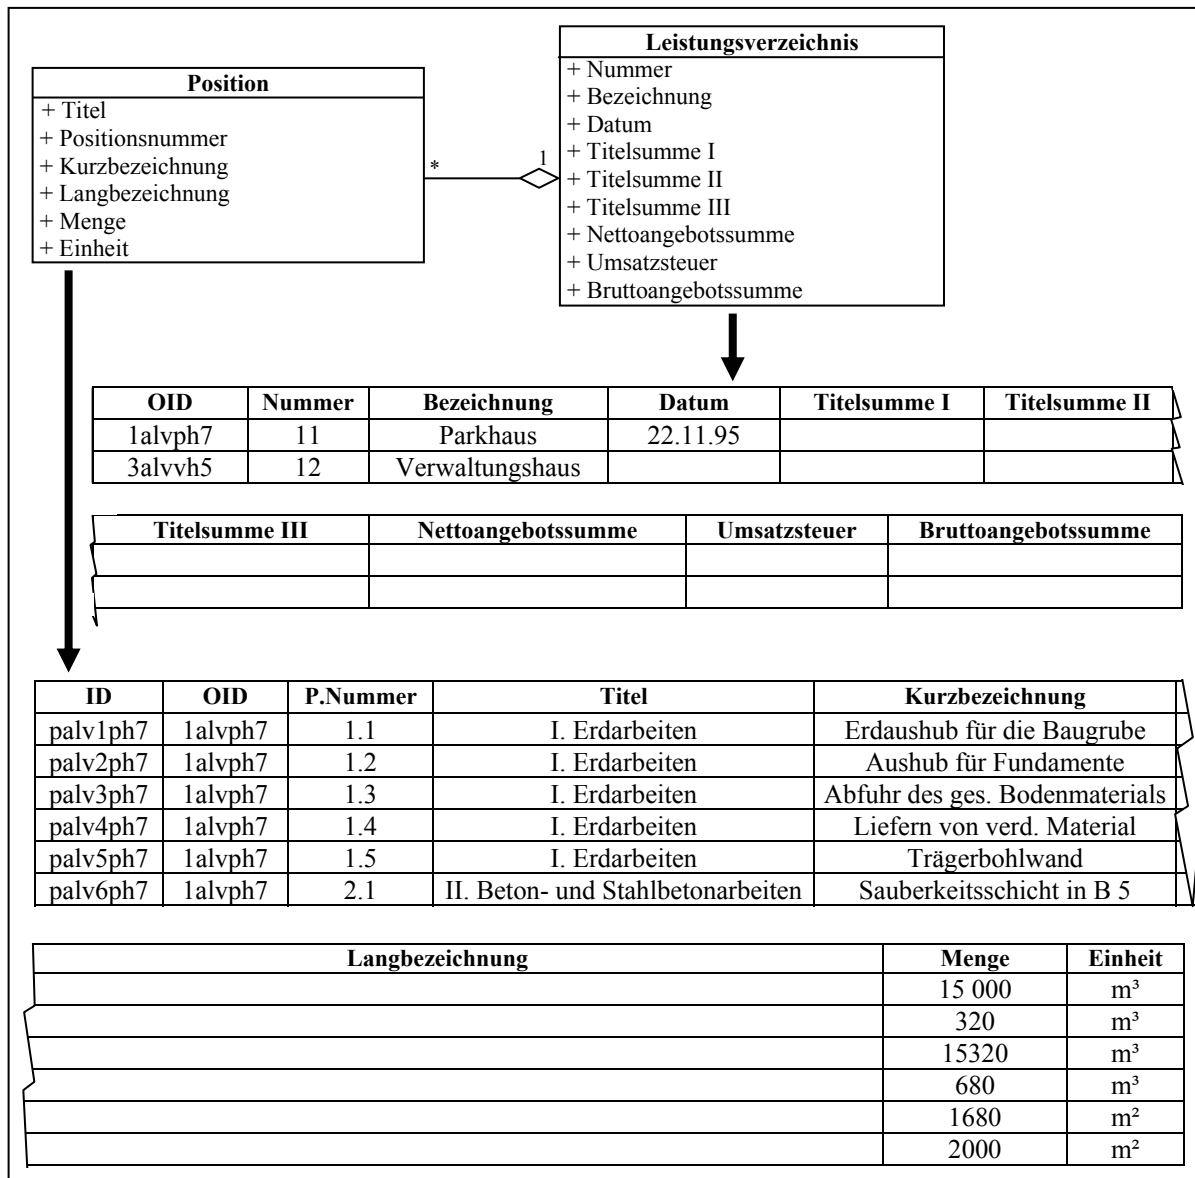 Position
+ Titel
+ Positionsnummer
+ Kurzbezeichnung
+ Langbezeichnung
+ Menge
+ Einheit
* 1
Leistungsverzeichnis
+ Nummer
+ Bezeichnung
+ Datum
+ Titelsumme I
+ Titelsumme II
+ Titelsumme III
+ Nettoangebotssumme
+ Umsatzsteuer
+ Bruttoangebotssumme
OID Nummer Bezeichnung Datum Titelsumme I Titelsumme II
1alvph7 11 Parkhaus 22.11.95
3alvvh5 12 Verwaltungshaus
Titelsumme III Nettoangebotssumme Umsatzsteuer Bruttoangebotssumme
ID OID P.Nummer Titel Kurzbezeichnung
palv1ph7 1alvph7 1.1 I. Erdarbeiten Erdaushub für die Baugrube
palv2ph7 1alvph7 1.2 I. Erdarbeiten Aushub für Fundamente
palv3ph7 1alvph7 1.3 I. Erdarbeiten Abfuhr des ges. Bodenmaterials
palv4ph7 1alvph7 1.4 I. Erdarbeiten Liefern von verd. Material
palv5ph7 1alvph7 1.5 I. Erdarbeiten Trägerbohlwand
palv6ph7 1alvph7 2.1 II. Beton- und Stahlbetonarbeiten Sauberkeitsschicht in B 5
Langbezeichnung Menge Einheit
15 000 m³
320 m³
15320 m³
680 m³
1680 m²
2000 m²